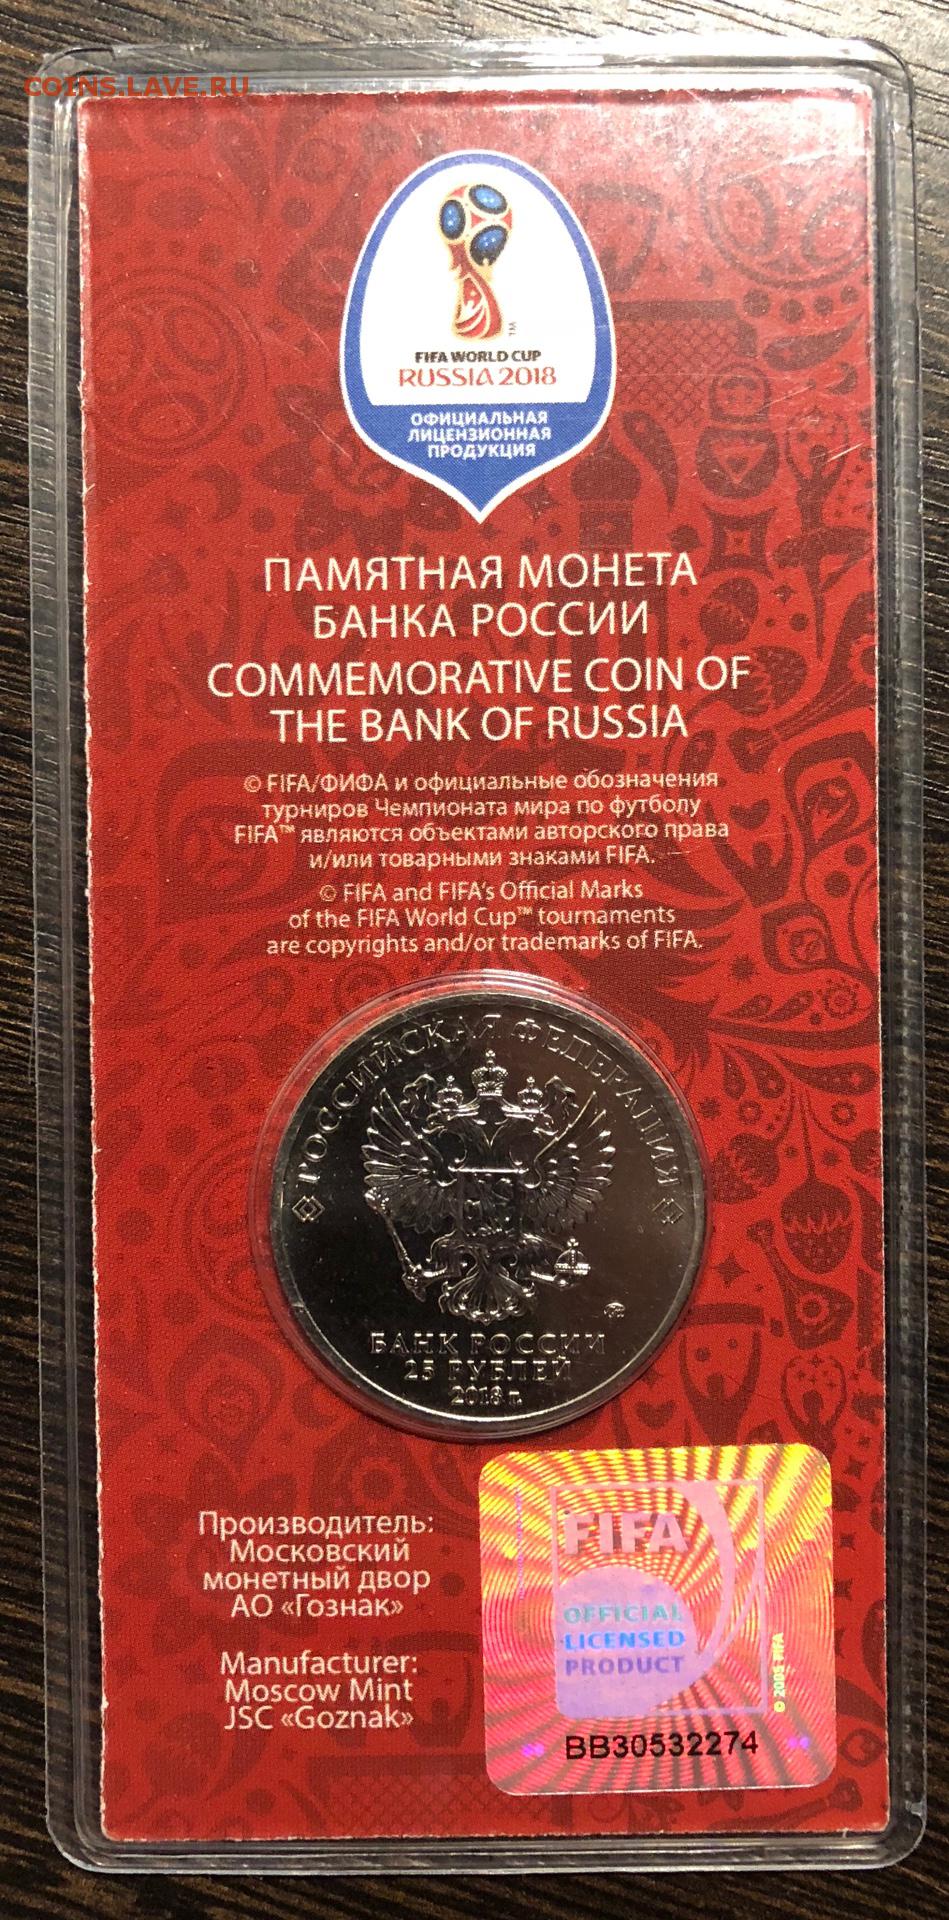 COINS.LAVE.RU
FIFA WORLD CUP
RUSSIA 2018
TM
ОФИЦИАЛЬНАЯ
ЛИЦЕНЗИОННАЯ
ПРОДУКЦИЯ
ПАМЯТНАЯ МОНЕТА
БАНКА РОССИИ
COMMEMORATIVE COIN OF
THE BANK OF RUSSIA
© FIFA/ФИФА и официальные обозначения
турниров Чемпионата мира по футболу
FIFA™ являются объектами авторского права
и/или товарными знаками FIFA.
© FIFA and FIFA's Official Marks
of the FIFA World Cup™ tournaments
are copyrights and/or trademarks of FIFA.
РОССИЙСКАЯ ФЕДЕРАЦИЯ
БАНК РОССИИ
25 РУБЛЕЙ
2018 г.
Производитель:
Московский
монетный двор
АО «Гознак»
Manufacturer:
Moscow Mint
JSC «Goznak»
FIFA
OFFICIAL
LICENSED
PRODUCT
© 2005 FIFA
BB30532274